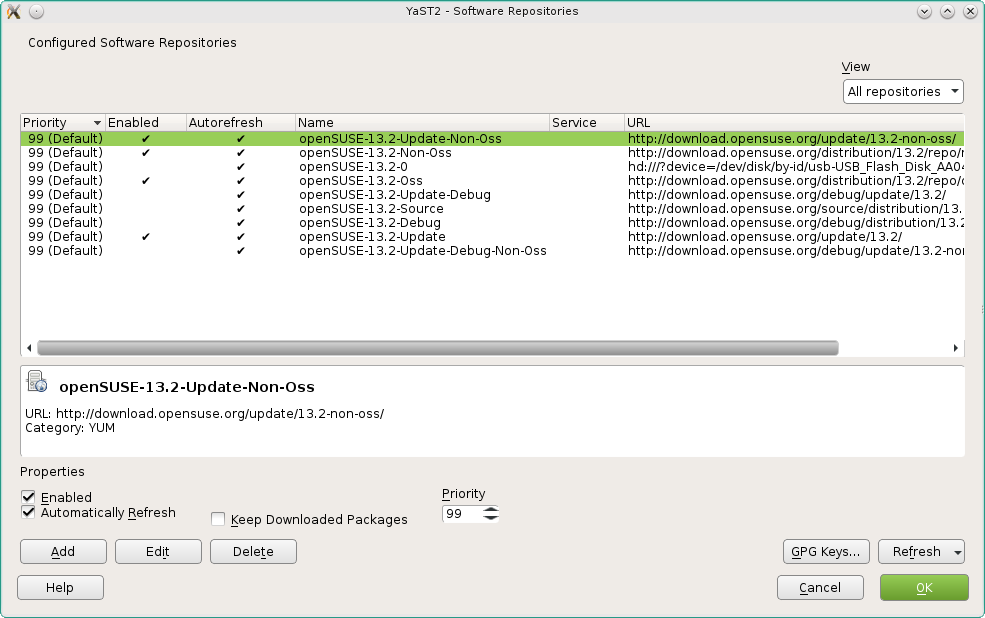 YaST2 - Software Repositories
Configured Software Repositories
View
All repositories
Priority Enabled Autorefresh Name Service URL
99 (Default) ✔ ✔ openSUSE-13.2-Update-Non-Oss http://download.opensuse.org/update/13.2-non-oss/
99 (Default) ✔ ✔ openSUSE-13.2-Non-Oss http://download.opensuse.org/distribution/13.2/repo/
99 (Default) ✔ openSUSE-13.2-0 hd:///?device=/dev/disk/by-id/usb-USB_Flash_Disk_AA04
99 (Default) ✔ ✔ openSUSE-13.2-Oss http://download.opensuse.org/distribution/13.2/repo/
99 (Default) ✔ openSUSE-13.2-Update-Debug http://download.opensuse.org/debug/update/13.2/
99 (Default) ✔ openSUSE-13.2-Source http://download.opensuse.org/source/distribution/13.
99 (Default) ✔ openSUSE-13.2-Debug http://download.opensuse.org/debug/distribution/13.2
99 (Default) ✔ ✔ openSUSE-13.2-Update http://download.opensuse.org/update/13.2/
99 (Default) ✔ openSUSE-13.2-Update-Debug-Non-Oss http://download.opensuse.org/debug/update/13.2-no
openSUSE-13.2-Update-Non-Oss
URL: http://download.opensuse.org/update/13.2-non-oss/
Category: YUM
Properties
Enabled
Automatically Refresh
Keep Downloaded Packages
Priority
99
Add Edit Delete GPG Keys... Refresh
Help Cancel OK